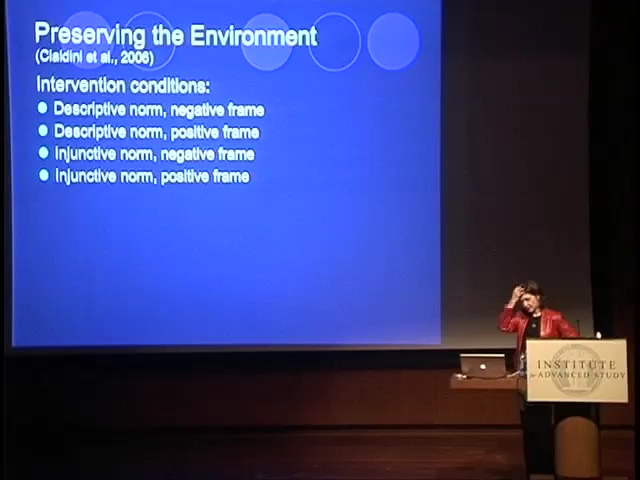 Preserving the Environment
(Cialdini et al., 2006)
Intervention conditions:
Descriptive norm, negative frame
Descriptive norm, positive frame
Injunctive norm, negative frame
Injunctive norm, positive frame
INSTITUTE
for ADVANCED STUDY